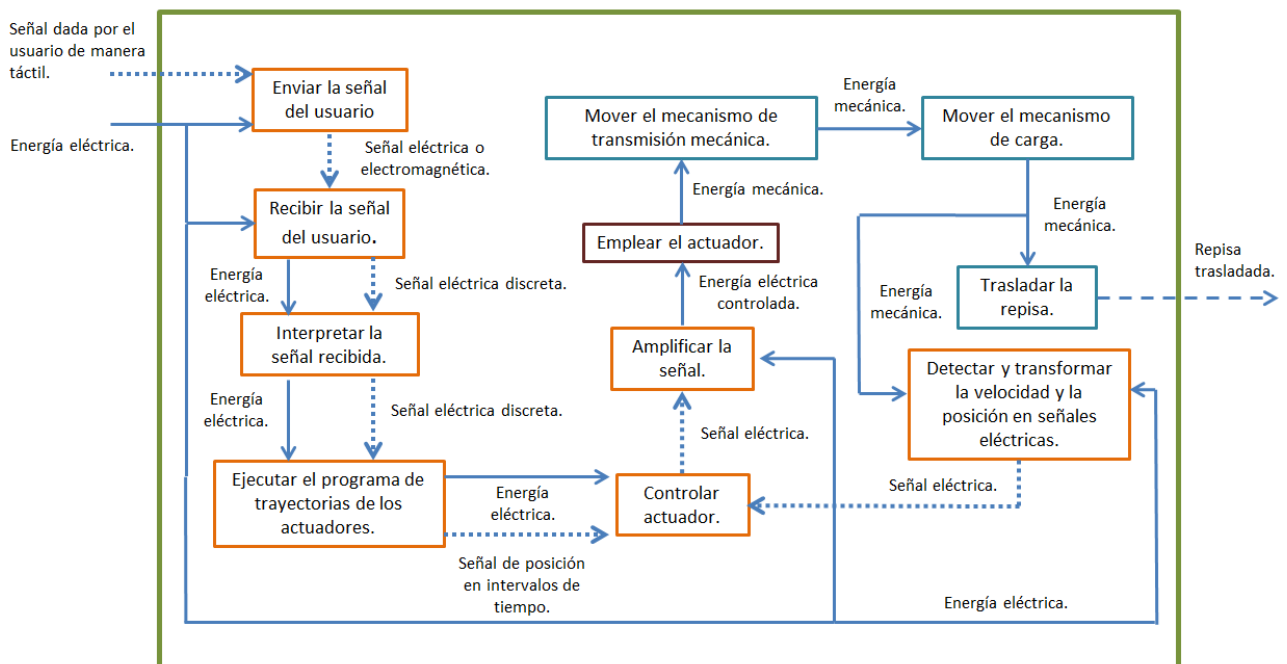 Señal dada por el
usuario de manera
táctil.
Enviar la señal
del usuario
Energía eléctrica.
Señal eléctrica o
electromagnética.
Recibir la señal
del usuario.
Energía
eléctrica.
Señal eléctrica discreta.
Interpretar la
señal recibida.
Energía
eléctrica.
Señal eléctrica discreta.
Ejecutar el programa de
trayectorias de los
actuadores.
Energía
eléctrica.
Señal de posición
en intervalos de
tiempo.
Controlar
actuador.
Señal eléctrica.
Amplificar la
señal.
Energía eléctrica
controlada.
Emplear el actuador.
Energía mecánica.
Mover el mecanismo de
transmisión mecánica.
Energía
mecánica.
Mover el mecanismo
de carga.
Energía
mecánica.
Trasladar la
repisa.
Repisa
trasladada.
Energía
mecánica.
Detectar y transformar
la velocidad y la
posición en señales
eléctricas.
Señal eléctrica.
Energía eléctrica.